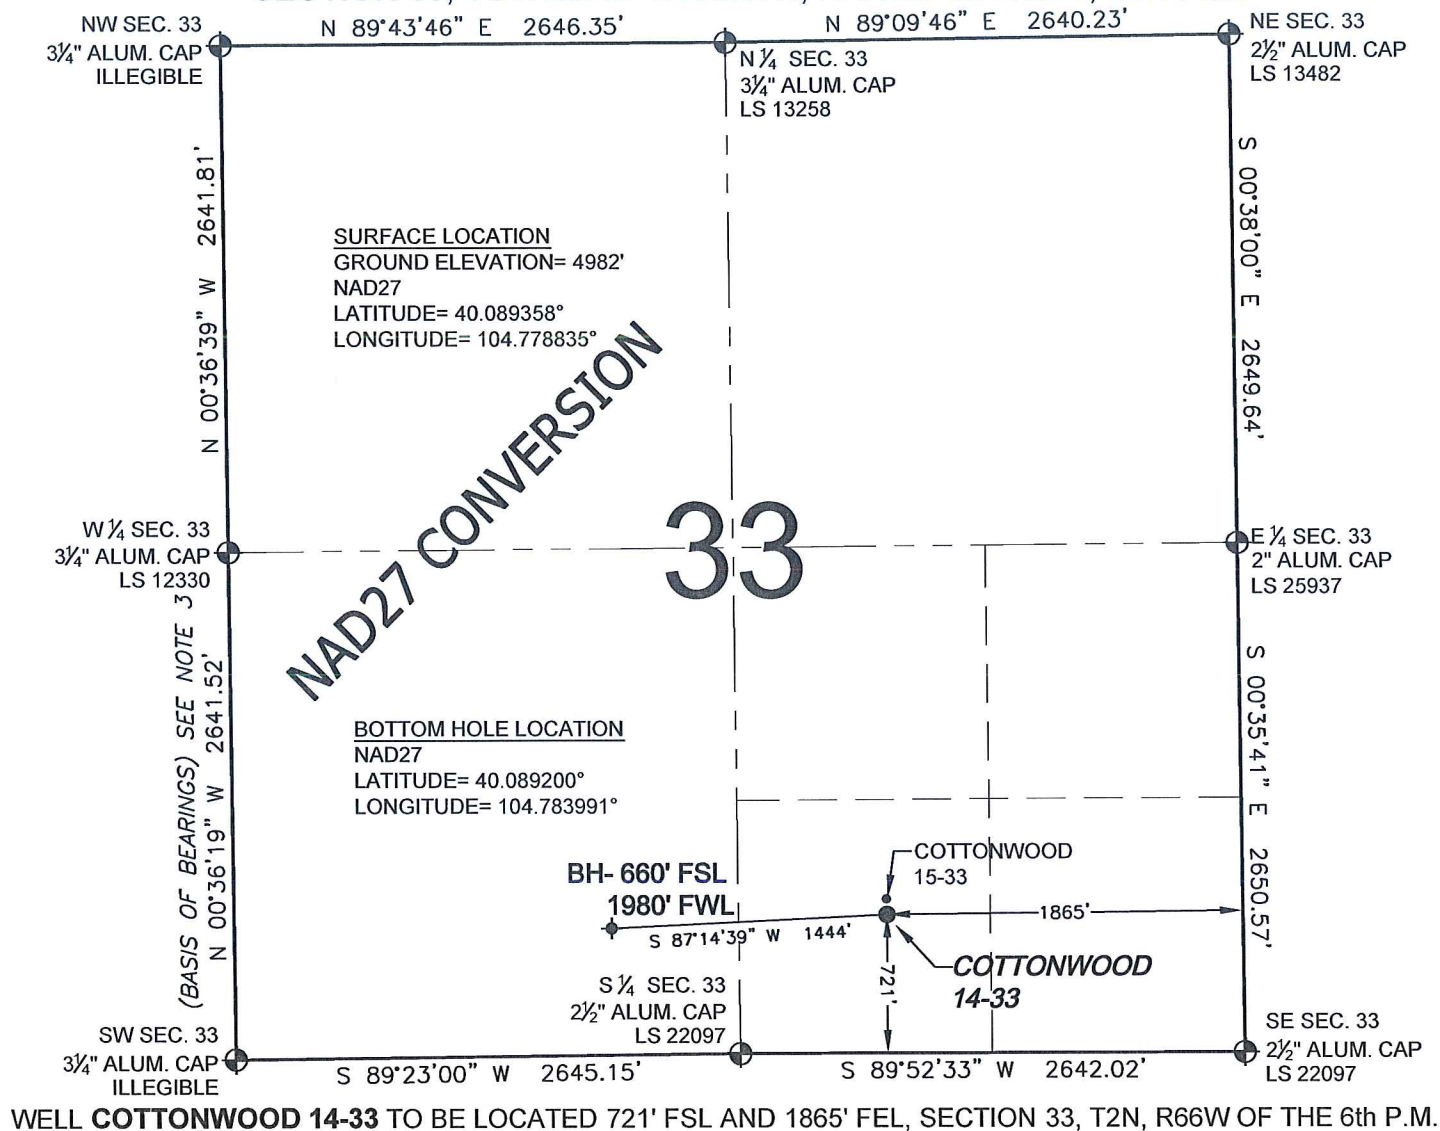 N 89°43'46" E 2646.35'
N 89°09'46" E 2640.23'
NW SEC. 33
3¼" ALUM. CAP
ILLEGIBLE
N ¼ SEC. 33
3¼" ALUM. CAP
LS 13258
NE SEC. 33
2½" ALUM. CAP
LS 13482
N 00°36'39" W 2641.81'
S 00°38'00" E 2649.64'
SURFACE LOCATION
GROUND ELEVATION= 4982'
NAD27
LATITUDE= 40.089358°
LONGITUDE= 104.778835°
NAD27 CONVERSION
33
W ¼ SEC. 33
3¼" ALUM. CAP
LS 12330
E ¼ SEC. 33
2" ALUM. CAP
LS 25937
(BASIS OF BEARINGS) SEE NOTE 3
N 00°36'19" W 2641.52'
S 00°35'41" E 2650.57'
BOTTOM HOLE LOCATION
NAD27
LATITUDE= 40.089200°
LONGITUDE= 104.783991°
BH- 660' FSL
1980' FWL
S 87°14'39" W 1444'
COTTONWOOD
15-33
1865'
721'
COTTONWOOD
14-33
S ¼ SEC. 33
2½" ALUM. CAP
LS 22097
SW SEC. 33
3¼" ALUM. CAP
ILLEGIBLE
SE SEC. 33
2½" ALUM. CAP
LS 22097
S 89°23'00" W 2645.15'
S 89°52'33" W 2642.02'
WELL COTTONWOOD 14-33 TO BE LOCATED 721' FSL AND 1865' FEL, SECTION 33, T2N, R66W OF THE 6th P.M.